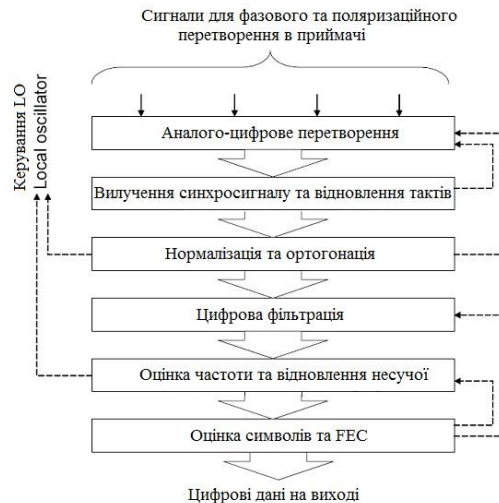 Сигнали для фазового та поляризаційного
перетворення в приймачі
Керування LO
Local oscillator
Аналого-цифрове перетворення
Вилучення синхросигналу та відновлення тактів
Нормалізація та ортогонація
Цифрова фільтрація
Оцінка частоти та відновлення несучої
Оцінка символів та FEC
Цифрові дані на виході